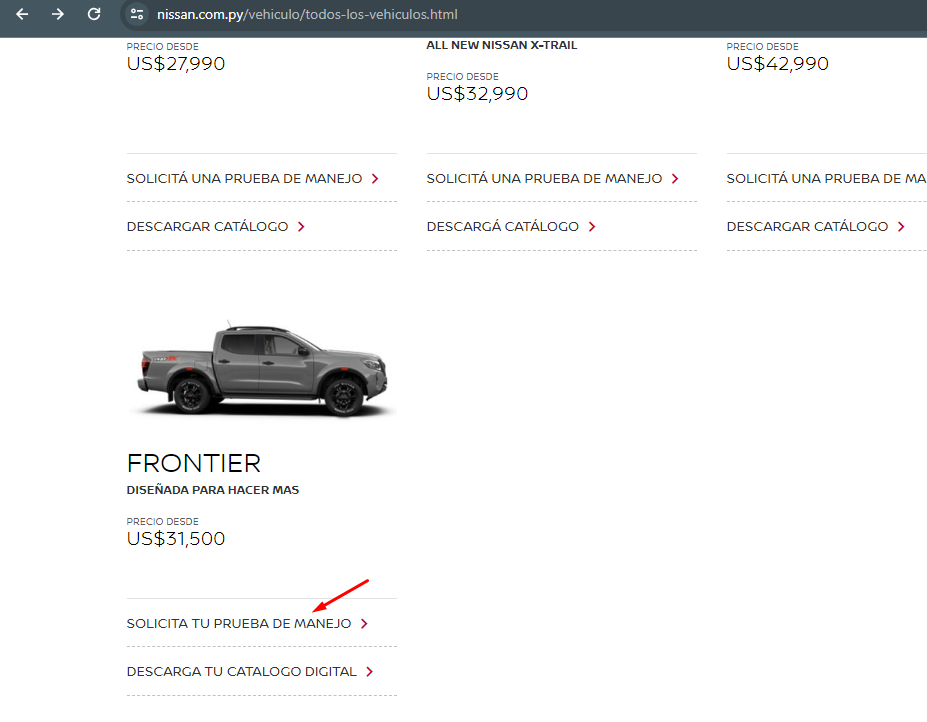 nissan.com.py/vehiculo/todos-los-vehiculos.html
PRECIO DESDE
US$27,990
ALL NEW NISSAN X-TRAIL
PRECIO DESDE
US$32,990
PRECIO DESDE
US$42,990
SOLICITÁ UNA PRUEBA DE MANEJO
SOLICITÁ UNA PRUEBA DE MANEJO
SOLICITÁ UNA PRUEBA DE MA
DESCARGAR CATÁLOGO
DESCARGÁ CATÁLOGO
DESCARGAR CATÁLOGO
FRONTIER
DISEÑADA PARA HACER MAS
PRECIO DESDE
US$31,500
SOLICITA TU PRUEBA DE MANEJO
DESCARGA TU CATALOGO DIGITAL